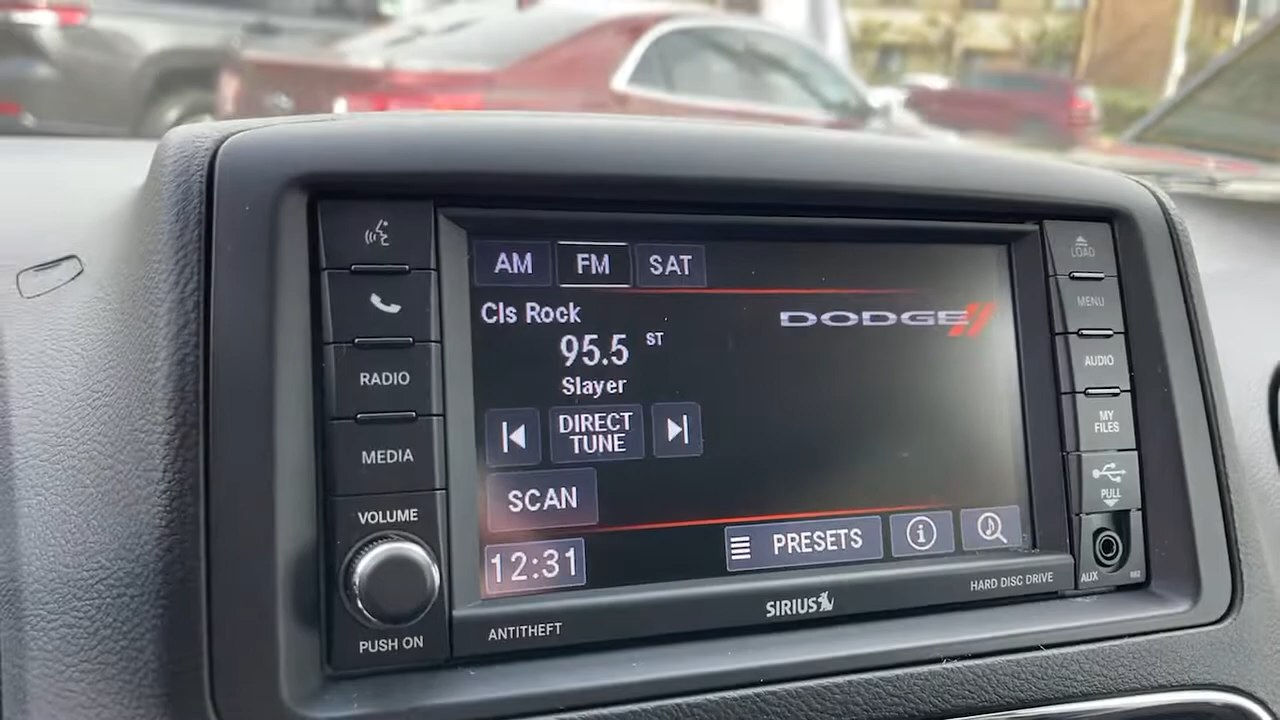 AM FM SAT
Cls Rock
DODGE
95.5 ST
Slayer
DIRECT
TUNE
SCAN
12:31
PRESETS
i
RADIO
MEDIA
VOLUME
PUSH ON
ANTITHEFT
SIRIUS
HARD DISC DRIVE
LOAD
MENU
AUDIO
MY
FILES
PULL
AUX